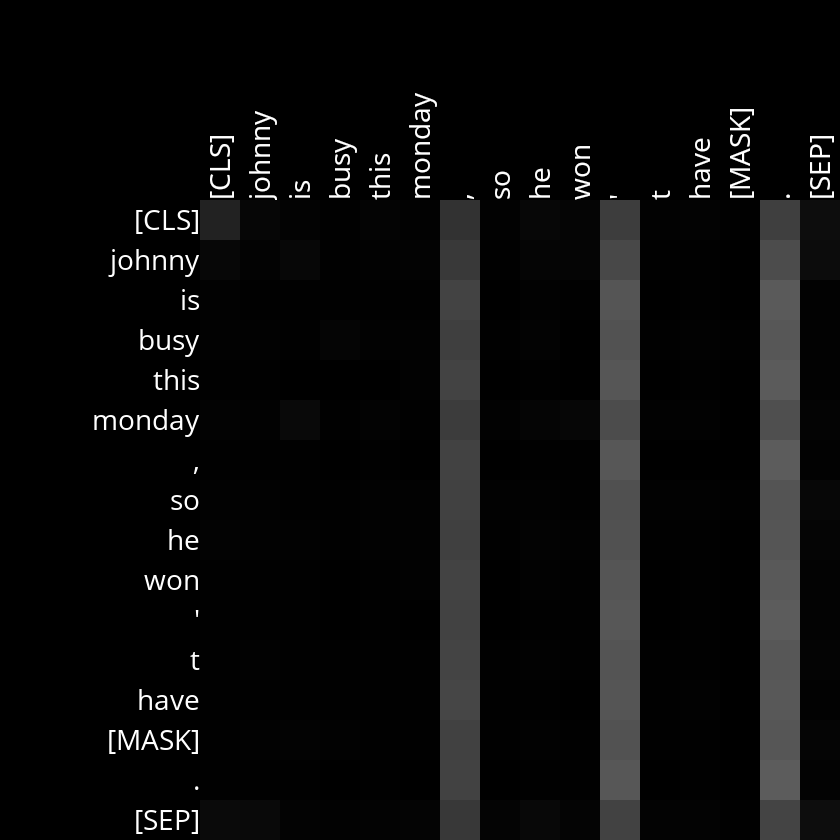 [CLS] johnny is busy this monday , so he won ' t have [MASK] . [SEP]
[CLS]
johnny
is
busy
this
monday
,
so
he
won
'
t
have
[MASK]
.
[SEP]